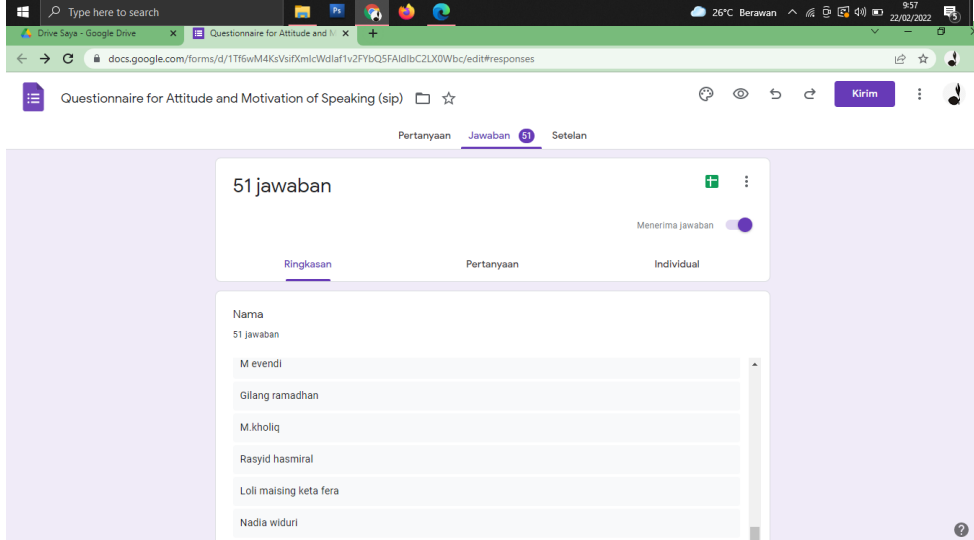 Type here to search
Ps
26°C Berawan
9:57
22/02/2022
5
Drive Saya - Google Drive
Questionnaire for Attitude and M
docs.google.com/forms/d/1Tf6wM4KsVsifXmIcWdlaf1v2FYbQ5FAldlbC2LX0Wbc/edit#responses
Questionnaire for Attitude and Motivation of Speaking (sip)
Kirim
Pertanyaan Jawaban 51 Setelan
51 jawaban
Menerima jawaban
Ringkasan Pertanyaan Individual
Nama
51 jawaban
M evendi
Gilang ramadhan
M.kholiq
Rasyid hasmiral
Loli maising keta fera
Nadia widuri